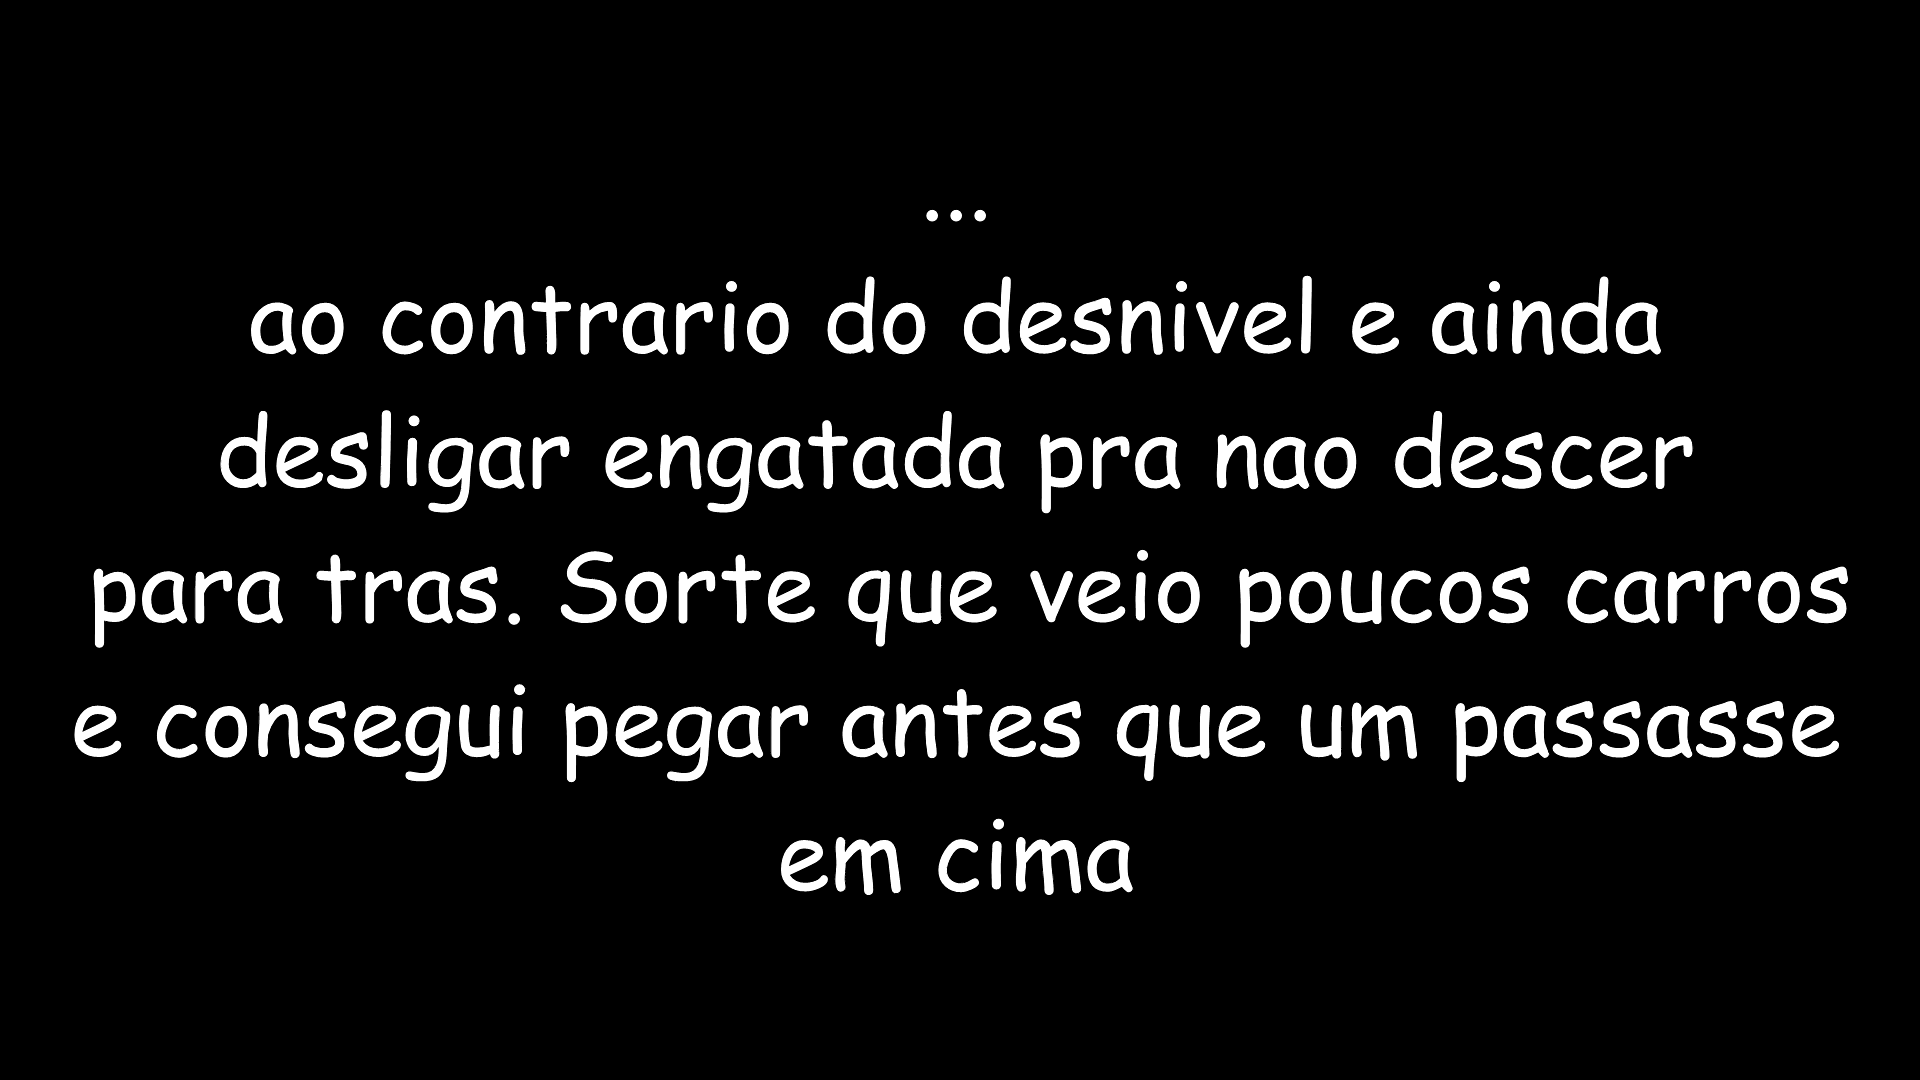 ...
ao contrario do desnivel e ainda
desligar engatada pra nao descer
para tras. Sorte que veio poucos carros
e consegui pegar antes que um passasse
em cima